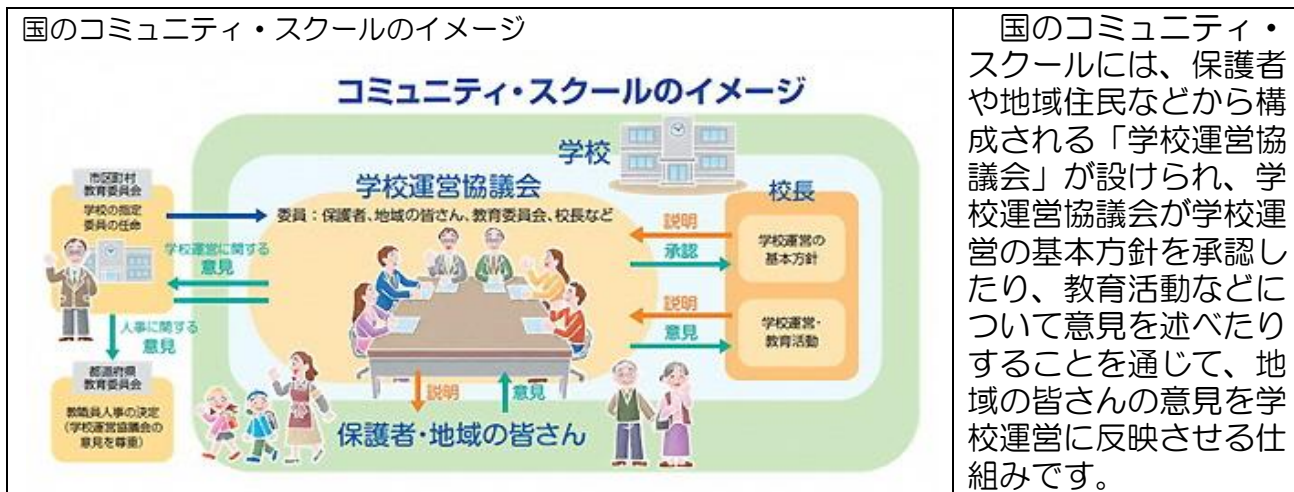 国のコミュニティ・スクールのイメージ
コミュニティ・スクールのイメージ
学校
市区町村
教育委員会
学校の指定
委員の任命
学校運営協議会
委員：保護者、地域の皆さん、教育委員会、校長など
校長
説明
承認
学校運営の
基本方針
学校運営に関する
意見
説明
意見
学校運営・
教育活動
人事に関する
意見
都道府県
教育委員会
教職員人事の決定
（学校運営協議会の
意見を尊重）
説明
意見
保護者・地域の皆さん
国のコミュニティ・
スクールには、保護者
や地域住民などから構
成される「学校運営協
議会」が設けられ、学
校運営協議会が学校運
営の基本方針を承認し
たり、教育活動などに
ついて意見を述べたり
することを通じて、地
域の皆さんの意見を学
校運営に反映させる仕
組みです。